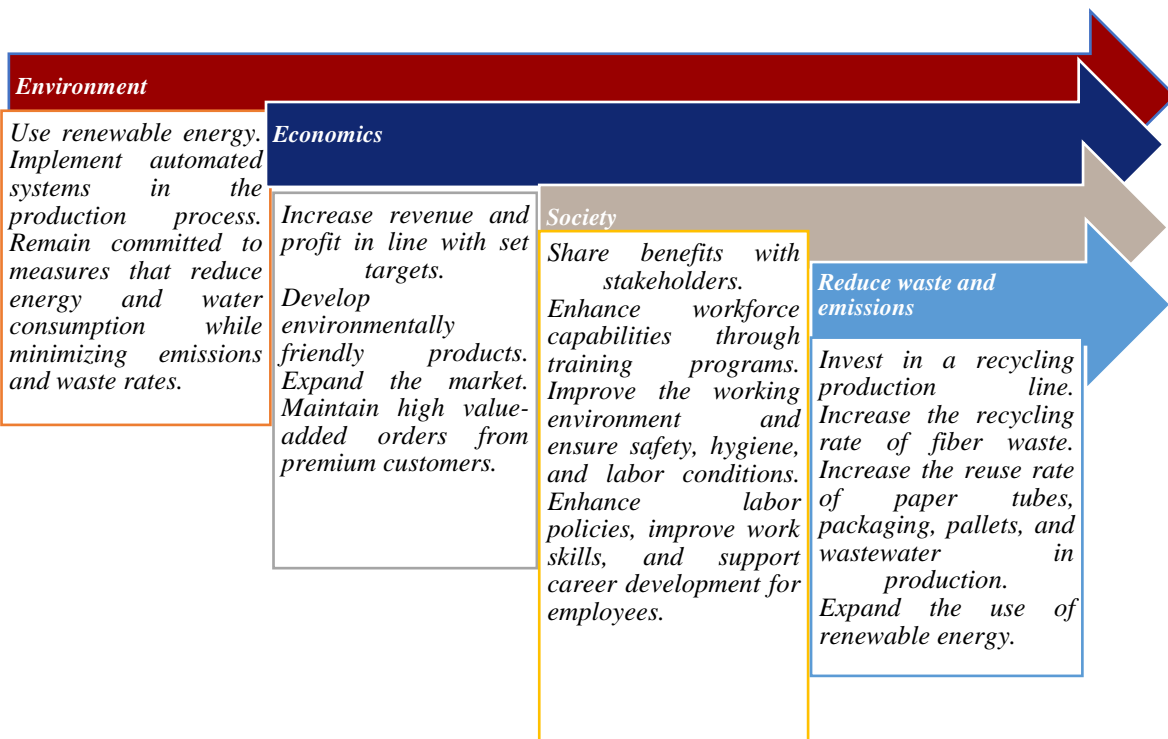 Environment
Use renewable energy.
Implement automated
systems in the
production process.
Remain committed to
measures that reduce
energy and water
consumption while
minimizing emissions
and waste rates.
Economics
Increase revenue and
profit in line with set
targets.
Develop
environmentally
friendly products.
Expand the market.
Maintain high value-
added orders from
premium customers.
Society
Share benefits with
stakeholders.
Enhance workforce
capabilities through
training programs.
Improve the working
environment and
ensure safety, hygiene,
and labor conditions.
Enhance labor
policies, improve work
skills, and support
career development for
employees.
Reduce waste and
emissions
Invest in a recycling
production line.
Increase the recycling
rate of fiber waste.
Increase the reuse rate
of paper tubes,
packaging, pallets, and
wastewater in
production.
Expand the use of
renewable energy.